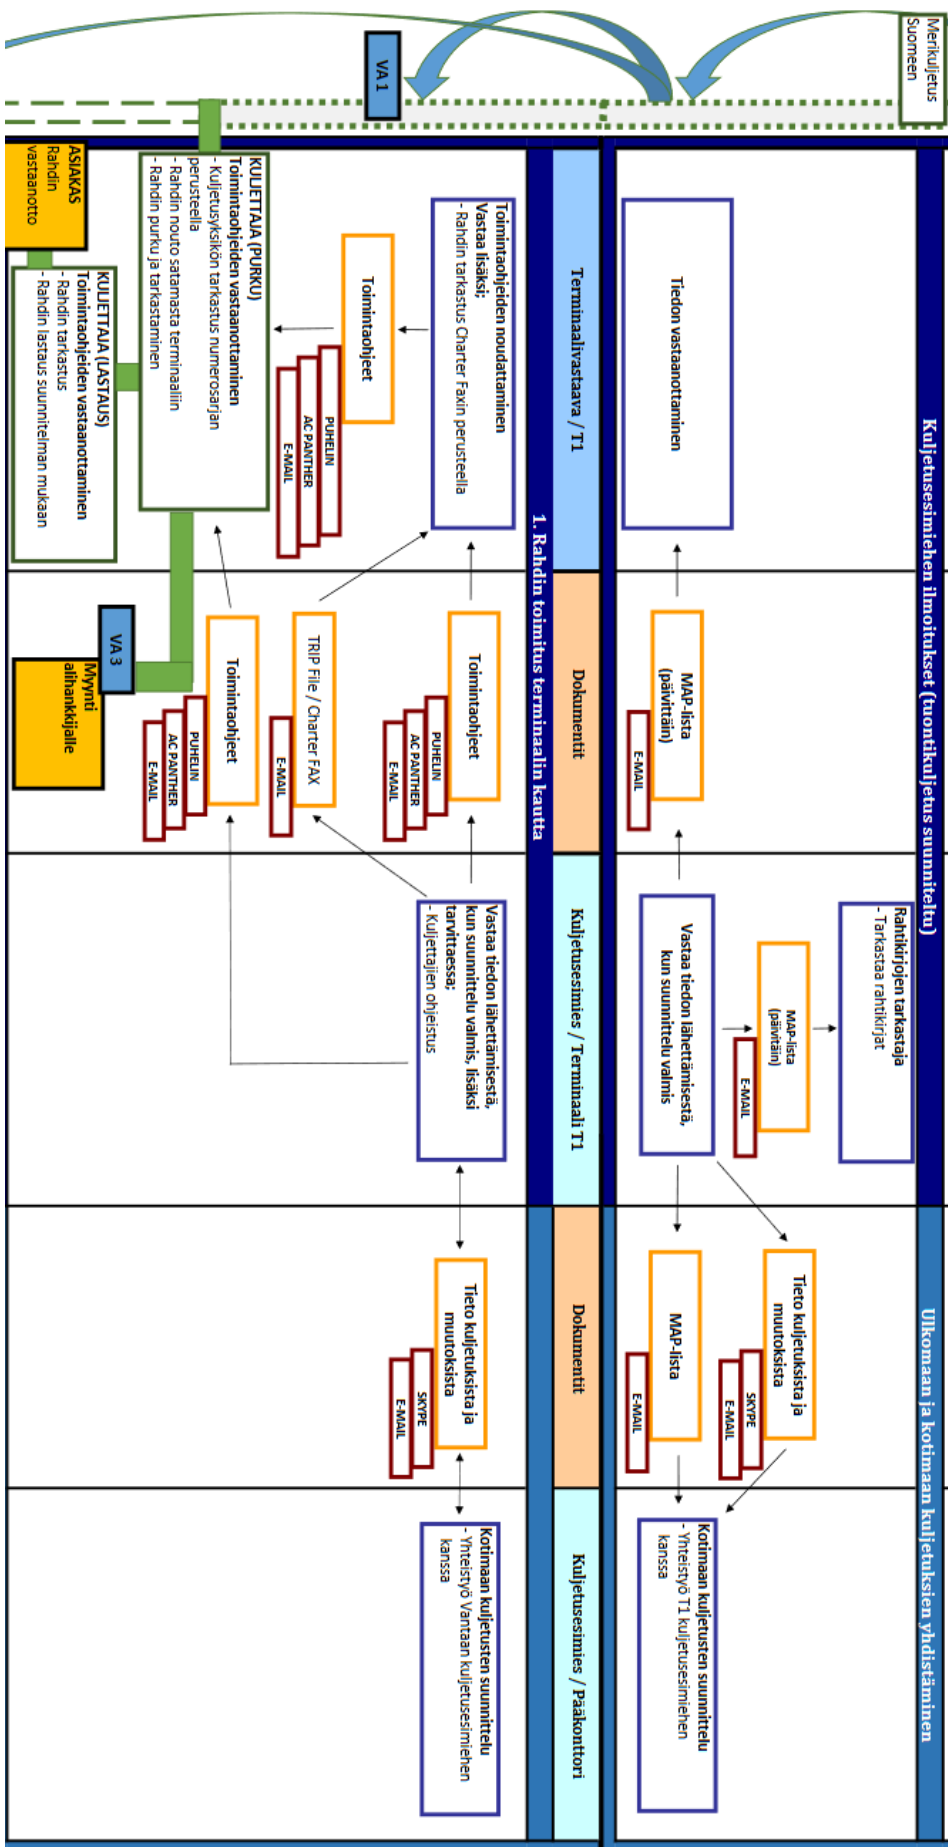 Merikuljetus
Suomeen
Kuljetusesimiehen ilmoitukset (tuontikuljetus suunniteltu)
Ulkomaan ja kotimaan kuljetuksien yhdistäminen
Rahtikirjojen tarkastaja
- Tarkastaa rahtikirjat
MAP-lista
(päivitäin)
E-MAIL
Tieto kuljetuksista ja
muutoksista
SKYPE
E-MAIL
Tiedon vastaanottaminen
MAP-lista
(päivittäin)
E-MAIL
Vastaa tiedon lähettämisestä,
kun suunnittelu valmis
MAP-lista
E-MAIL
Kotimaan kuljetusten suunnittelu
- Yhteistyö T1 kuljetusesimiehen
kanssa
Terminaalivastaava / T1
Dokumentit
Kuljetusesimies / Terminaali T1
Dokumentit
Kuljetusesimies / Pääkonttori
1. Rahdin toimitus terminaalin kautta
VA 1
Toimintaohjeiden noudattaminen
Vastaa lisäksi;
- Rahdin tarkastus Charter Faxin perusteella
Toimintaohjeet
PUHELIN
AC PANTHER
E-MAIL
Vastaa tiedon lähettämisestä,
kun suunnittelu valmis, lisäksi
tarvittaessa;
- Kuljettajien ohjeistus
Tieto kuljetuksista ja
muutoksista
SKYPE
E-MAIL
Kotimaan kuljetusten suunnittelu
- Yhteistyö Vantaan kuljetusesimiehen
kanssa
Toimintaohjeet
PUHELIN
AC PANTHER
E-MAIL
TRIP File / Charter FAX
E-MAIL
KULJETTAJA (PURKU)
Toimintaohjeiden vastaanottaminen
- Kuljetusyksikön tarkastus numerosarjan
perusteella
- Rahdin nouto satamasta terminaaliin
- Rahdin purku ja tarkastaminen
Toimintaohjeet
PUHELIN
AC PANTHER
E-MAIL
ASIAKAS
Rahdin
vastaanotto
KULJETTAJA (LASTAUS)
Toimintaohjeiden vastaanottaminen
- Rahdin tarkastus
- Rahdin lastaus suunnitelman mukaan
VA 3
Myynti
alihankkijalle